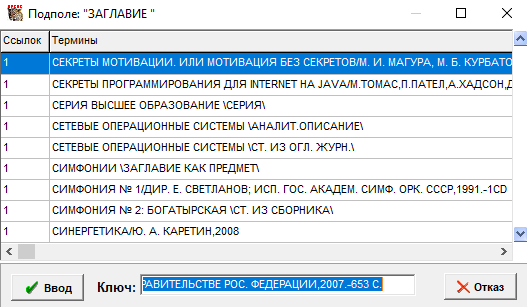 Подполе: "ЗАГЛАВИЕ "
Ссылок Термины
1 СЕКРЕТЫ МОТИВАЦИИ. ИЛИ МОТИВАЦИЯ БЕЗ СЕКРЕТОВ/М. И. МАГУРА, М. Б. КУРБАТО
1 СЕКРЕТЫ ПРОГРАММИРОВАНИЯ ДЛЯ INTERNET НА JAVA/М.ТОМАС,П.ПАТЕЛ,А.ХАДСОН,Д
1 СЕРИЯ ВЫСШЕЕ ОБРАЗОВАНИЕ \СЕРИЯ\
1 СЕТЕВЫЕ ОПЕРАЦИОННЫЕ СИСТЕМЫ \АНАЛИТ.ОПИСАНИЕ\
1 СЕТЕВЫЕ ОПЕРАЦИОННЫЕ СИСТЕМЫ \СТ. ИЗ ОГЛ. ЖУРН.\
1 СИМФОНИИ \ЗАГЛАВИЕ КАК ПРЕДМЕТ\
1 СИМФОНИЯ № 1/ДИР. Е. СВЕТЛАНОВ; ИСП. ГОС. АКАДЕМ. СИМФ. ОРК. СССР,1991.-1CD
1 СИМФОНИЯ № 2: БОГАТЫРСКАЯ \СТ. ИЗ СБОРНИКА\
1 СИНЕРГЕТИКА/Ю. А. КАРЕТИН,2008
Ввод Ключ: РАВИТЕЛЬСТВЕ РОС. ФЕДЕРАЦИИ,2007.-653 С. Отказ